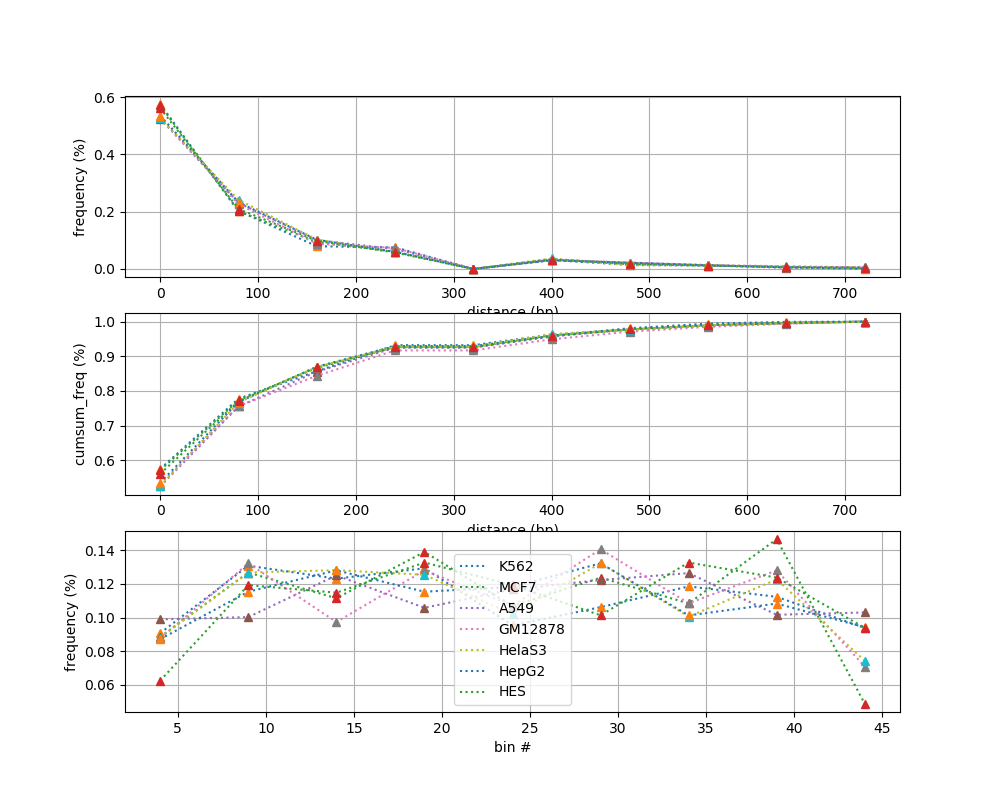 0.6
0.4
0.2
0.0
frequency (%)
0 100 200 300 400 500 600 700
distance (bp)
1.0
0.9
0.8
0.7
0.6
cumsum_freq (%)
0 100 200 300 400 500 600 700
distance (bp)
0.14
0.12
0.10
0.08
0.06
frequency (%)
K562
MCF7
A549
GM12878
HelaS3
HepG2
HES
5 10 15 20 25 30 35 40 45
bin #